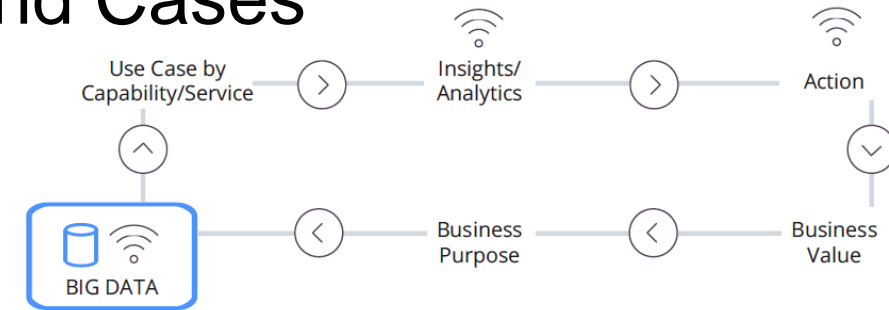 nd Cases
Use Case by
Capability/Service
Insights/
Analytics
Action
BIG DATA
Business
Purpose
Business
Value